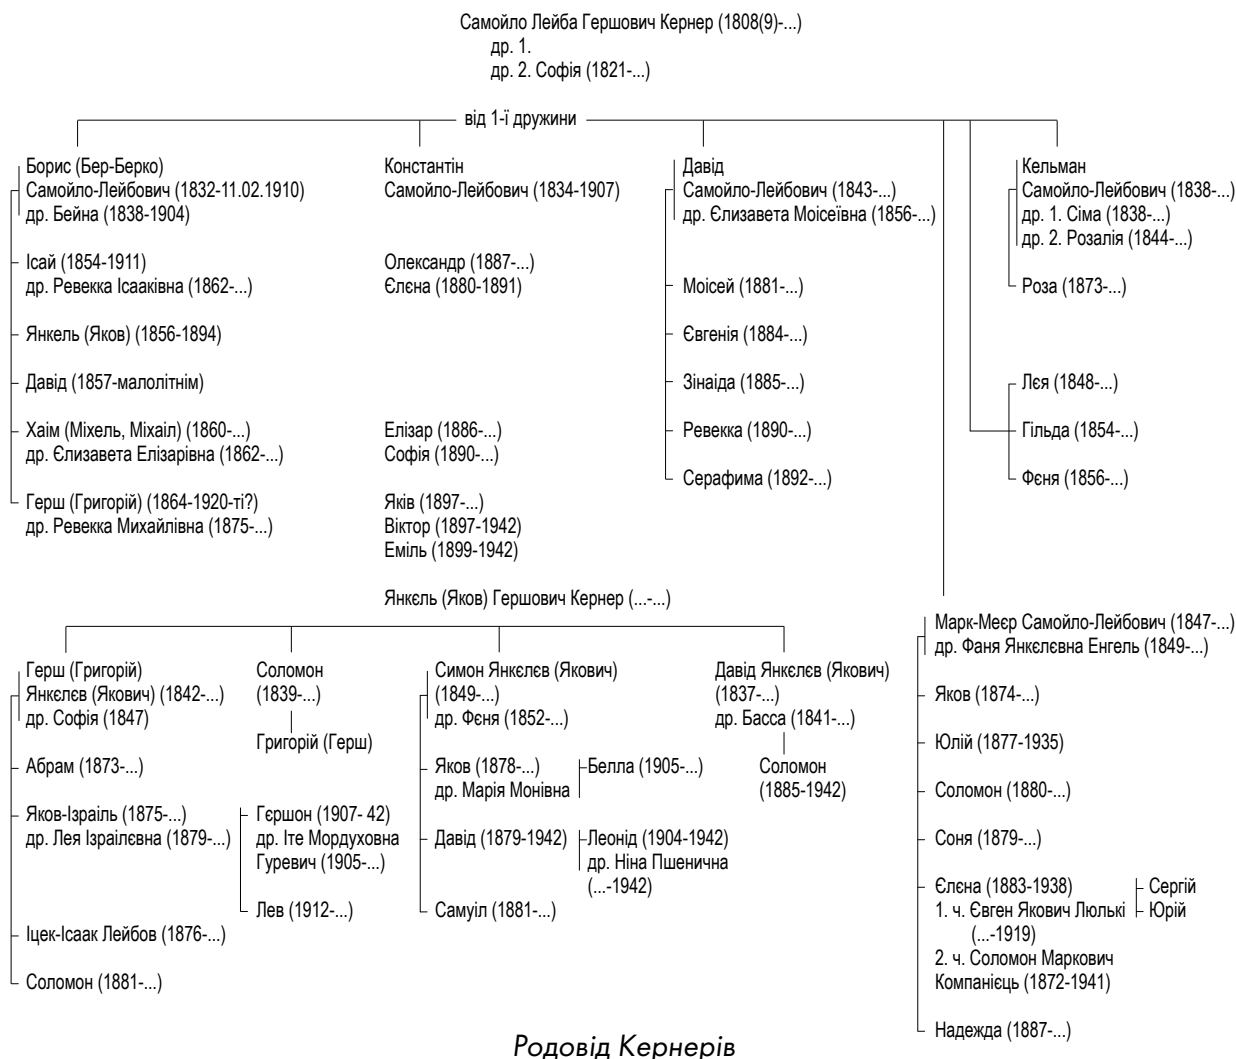 Самойло Лейба Гершович Кернер (1808(9)-...)
др. 1.
др. 2. Софія (1821-...)
від 1-ї дружини
Борис (Бер-Берко)
Самойло-Лейбович (1832-11.02.1910)
др. Бейна (1838-1904)
Ісай (1854-1911)
др. Ревекка Ісааківна (1862-...)
Янкель (Яков) (1856-1894)
Давід (1857-малолітнім)
Хаім (Міхель, Міхаіл) (1860-...)
др. Єлизавета Елізарівна (1862-...)
Герш (Григорій) (1864-1920-ті?)
др. Ревекка Михайлівна (1875-...)
Константін
Самойло-Лейбович (1834-1907)
Олександр (1887-...)
Єлєна (1880-1891)
Елізар (1886-...)
Софія (1890-...)
Яків (1897-...)
Віктор (1897-1942)
Еміль (1899-1942)
Давід
Самойло-Лейбович (1843-...)
др. Єлизавета Моісеївна (1856-...)
Моісей (1881-...)
Євгенія (1884-...)
Зінаіда (1885-...)
Ревекка (1890-...)
Серафима (1892-...)
Кельман
Самойло-Лейбович (1838-...)
др. 1. Сіма (1838-...)
др. 2. Розалія (1844-...)
Роза (1873-...)
Лєя (1848-...)
Гільда (1854-...)
Фєня (1856-...)
Янкєль (Яков) Гершович Кернер (...-...)
Герш (Григорій)
Янкєлєв (Якович) (1842-...)
др. Софія (1847)
Абрам (1873-...)
Яков-Ізраіль (1875-...)
др. Лея Ізраілєвна (1879-...)
Іцек-Ісаак Лейбов (1876-...)
Соломон (1881-...)
Соломон
(1839-...)
Григорій (Герш)
Гєршон (1907- 42)
др. Іте Мордуховна
Гуревич (1905-...)
Лев (1912-...)
Симон Янкєлєв (Якович)
(1849-...)
др. Фєня (1852-...)
Яков (1878-...)
др. Марія Монівна
Белла (1905-...)
Давід (1879-1942)
Леонід (1904-1942)
др. Ніна Пшенична
(...-1942)
Самуіл (1881-...)
Давід Янкєлєв (Якович)
(1837-...)
др. Басса (1841-...)
Соломон
(1885-1942)
Марк-Меєр Самойло-Лейбович (1847-...)
др. Фаня Янкєлєвна Енгель (1849-...)
Яков (1874-...)
Юлій (1877-1935)
Соломон (1880-...)
Соня (1879-...)
Єлєна (1883-1938)
1. ч. Євген Якович Люлькі
(...-1919)
2. ч. Соломон Маркович
Компанієць (1872-1941)
Сергій
Юрій
Надежда (1887-...)
Родовід Кернерів